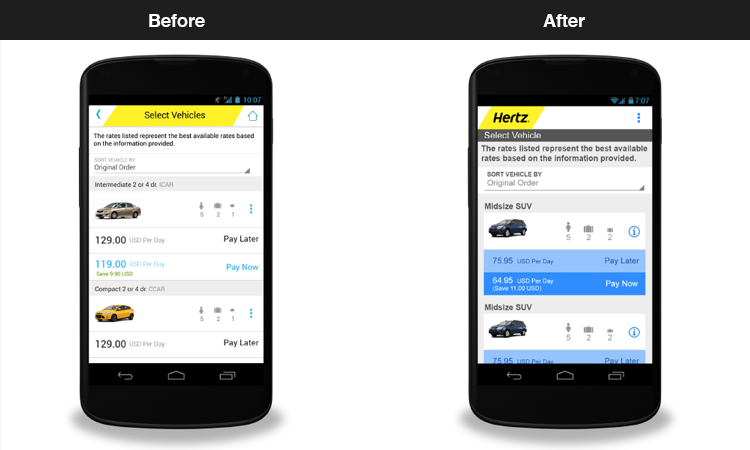 Before
After
10:07
Select Vehicles
The rates listed represent the best available rates based
on the information provided.
SORT VEHICLE BY
Original Order
Intermediate 2 or 4 dr. ICAR
5 2 1
129.00 USD Per Day Pay Later
119.00 USD Per Day Pay Now
Save 9.90 USD
Compact 2 or 4 dr. CCAR
5 2 1
129.00 USD Per Day Pay Later
7:07
Hertz.
Select Vehicle
The rates listed represent the best available
rates based on the information provided.
SORT VEHICLE BY
Original Order
Midsize SUV
5 2 2
75.95 USD Per Day Pay Later
64.95 USD Per Day Pay Now
(Save 11.00 USD)
Midsize SUV
5 2 2
75.95 USD Per Day Pay Later